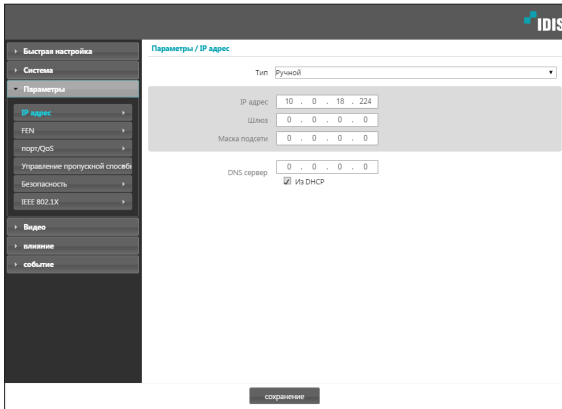 IDIS
Быстрая настройка
Система
Параметры
IP адрес
FEN
порт/QoS
Управление пропускной способн
Безопасность
IEEE 802.1X
Видео
влияние
событие
Параметры / IP адрес
Тип Ручной
IP адрес 10 . 0 . 18 . 224
Шлюз 0 . 0 . 0 . 0
Маска подсети 0 . 0 . 0 . 0
DNS сервер 0 . 0 . 0 . 0
Из DHCP
сохранение